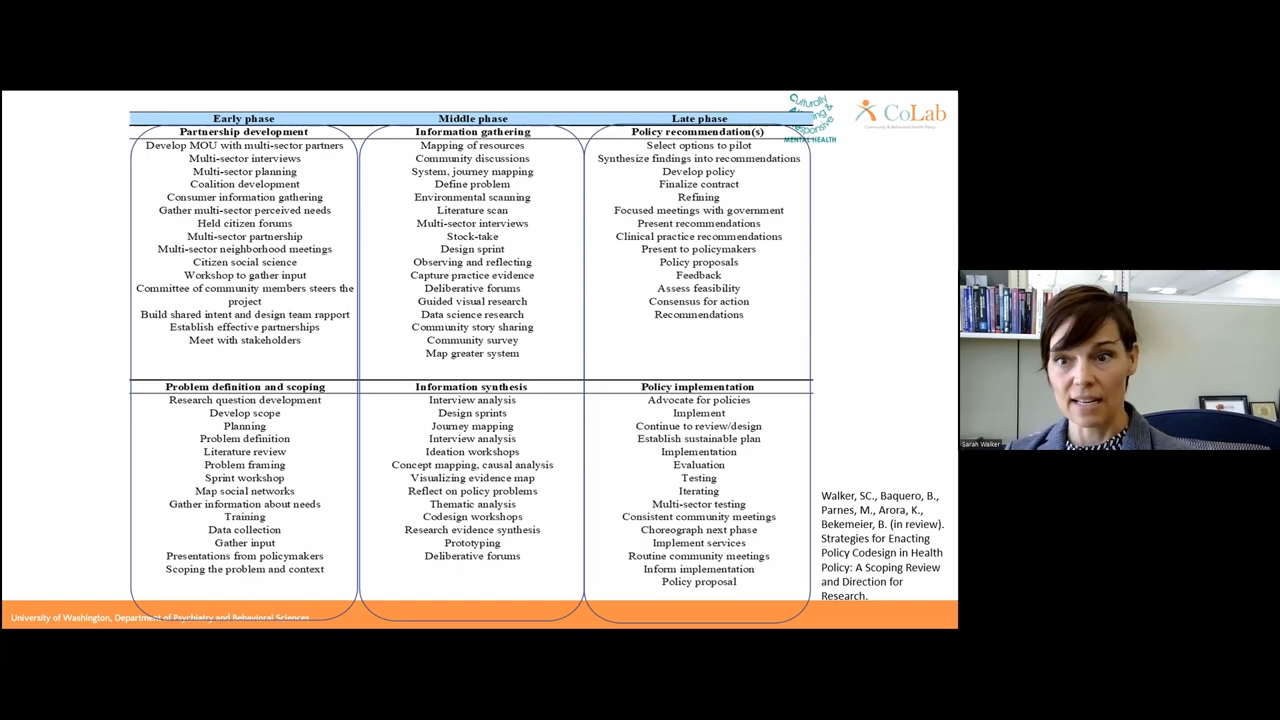 Early phase
Middle phase
Late phase
Partnership development
Information gathering
Policy recommendation(s)
Develop MOU with multi-sector partners
Multi-sector interviews
Multi-sector planning
Coalition development
Consumer information gathering
Gather multi-sector perceived needs
Held citizen forums
Multi-sector partnership
Multi-sector neighborhood meetings
Citizen social science
Workshop to gather input
Committee of community members steers the
project
Build shared intent and design team rapport
Establish effective partnerships
Meet with stakeholders
Mapping of resources
Community discussions
System, journey mapping
Define problem
Environmental scanning
Literature scan
Multi-sector interviews
Stock-take
Design sprint
Observing and reflecting
Capture practice evidence
Deliberative forums
Guided visual research
Data science research
Community story sharing
Community survey
Map greater system
Select options to pilot
Synthesize findings into recommendations
Develop policy
Finalize contract
Refining
Focused meetings with government
Present recommendations
Clinical practice recommendations
Present to policymakers
Policy proposals
Feedback
Assess feasibility
Consensus for action
Recommendations
Problem definition and scoping
Information synthesis
Policy implementation
Research question development
Develop scope
Planning
Problem definition
Literature review
Problem framing
Sprint workshop
Map social networks
Gather information about needs
Training
Data collection
Gather input
Presentations from policymakers
Scoping the problem and context
Interview analysis
Design sprints
Journey mapping
Interview analysis
Ideation workshops
Concept mapping, causal analysis
Visualizing evidence map
Reflect on policy problems
Thematic analysis
Codesign workshops
Research evidence synthesis
Prototyping
Deliberative forums
Advocate for policies
Implement
Continue to review/design
Establish sustainable plan
Implementation
Evaluation
Testing
Iterating
Multi-sector testing
Consistent community meetings
Choreograph next phase
Implement services
Routine community meetings
Inform implementation
Policy proposal
Culturally
&
MENTAL HEALTH
CoLab
Community & Behavioral Health Policy
Walker, SC., Baquero, B.,
Parnes, M., Arora, K.,
Bekemeier, B. (in review).
Strategies for Enacting
Policy Codesign in Health
Policy: A Scoping Review
and Direction for
Research.
University of Washington, Department of Psychiatry and Behavioral Sciences
Sarah Walker